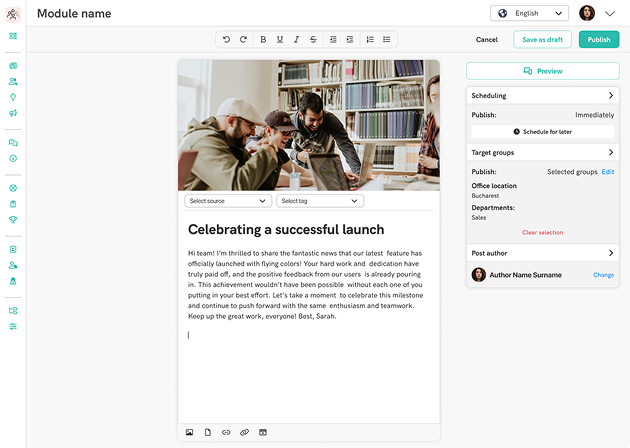 Module name
English
B U I S
Cancel
Save as draft
Publish
Select source
Select tag
Celebrating a successful launch
Hi team! I'm thrilled to share the fantastic news that our latest feature has
officially launched with flying colors! Your hard work and dedication have
truly paid off, and the positive feedback from our users is already pouring
in. This achievement wouldn't have been possible without each one of you
putting in your best effort. Let's take a moment to celebrate this milestone
and continue to push forward with the same enthusiasm and teamwork.
Keep up the great work, everyone! Best, Sarah.
Preview
Scheduling
Publish: Immediately
Schedule for later
Target groups
Publish: Selected groups Edit
Office location
Bucharest
Departments:
Sales
Clear selection
Post author
Author Name Surname Change